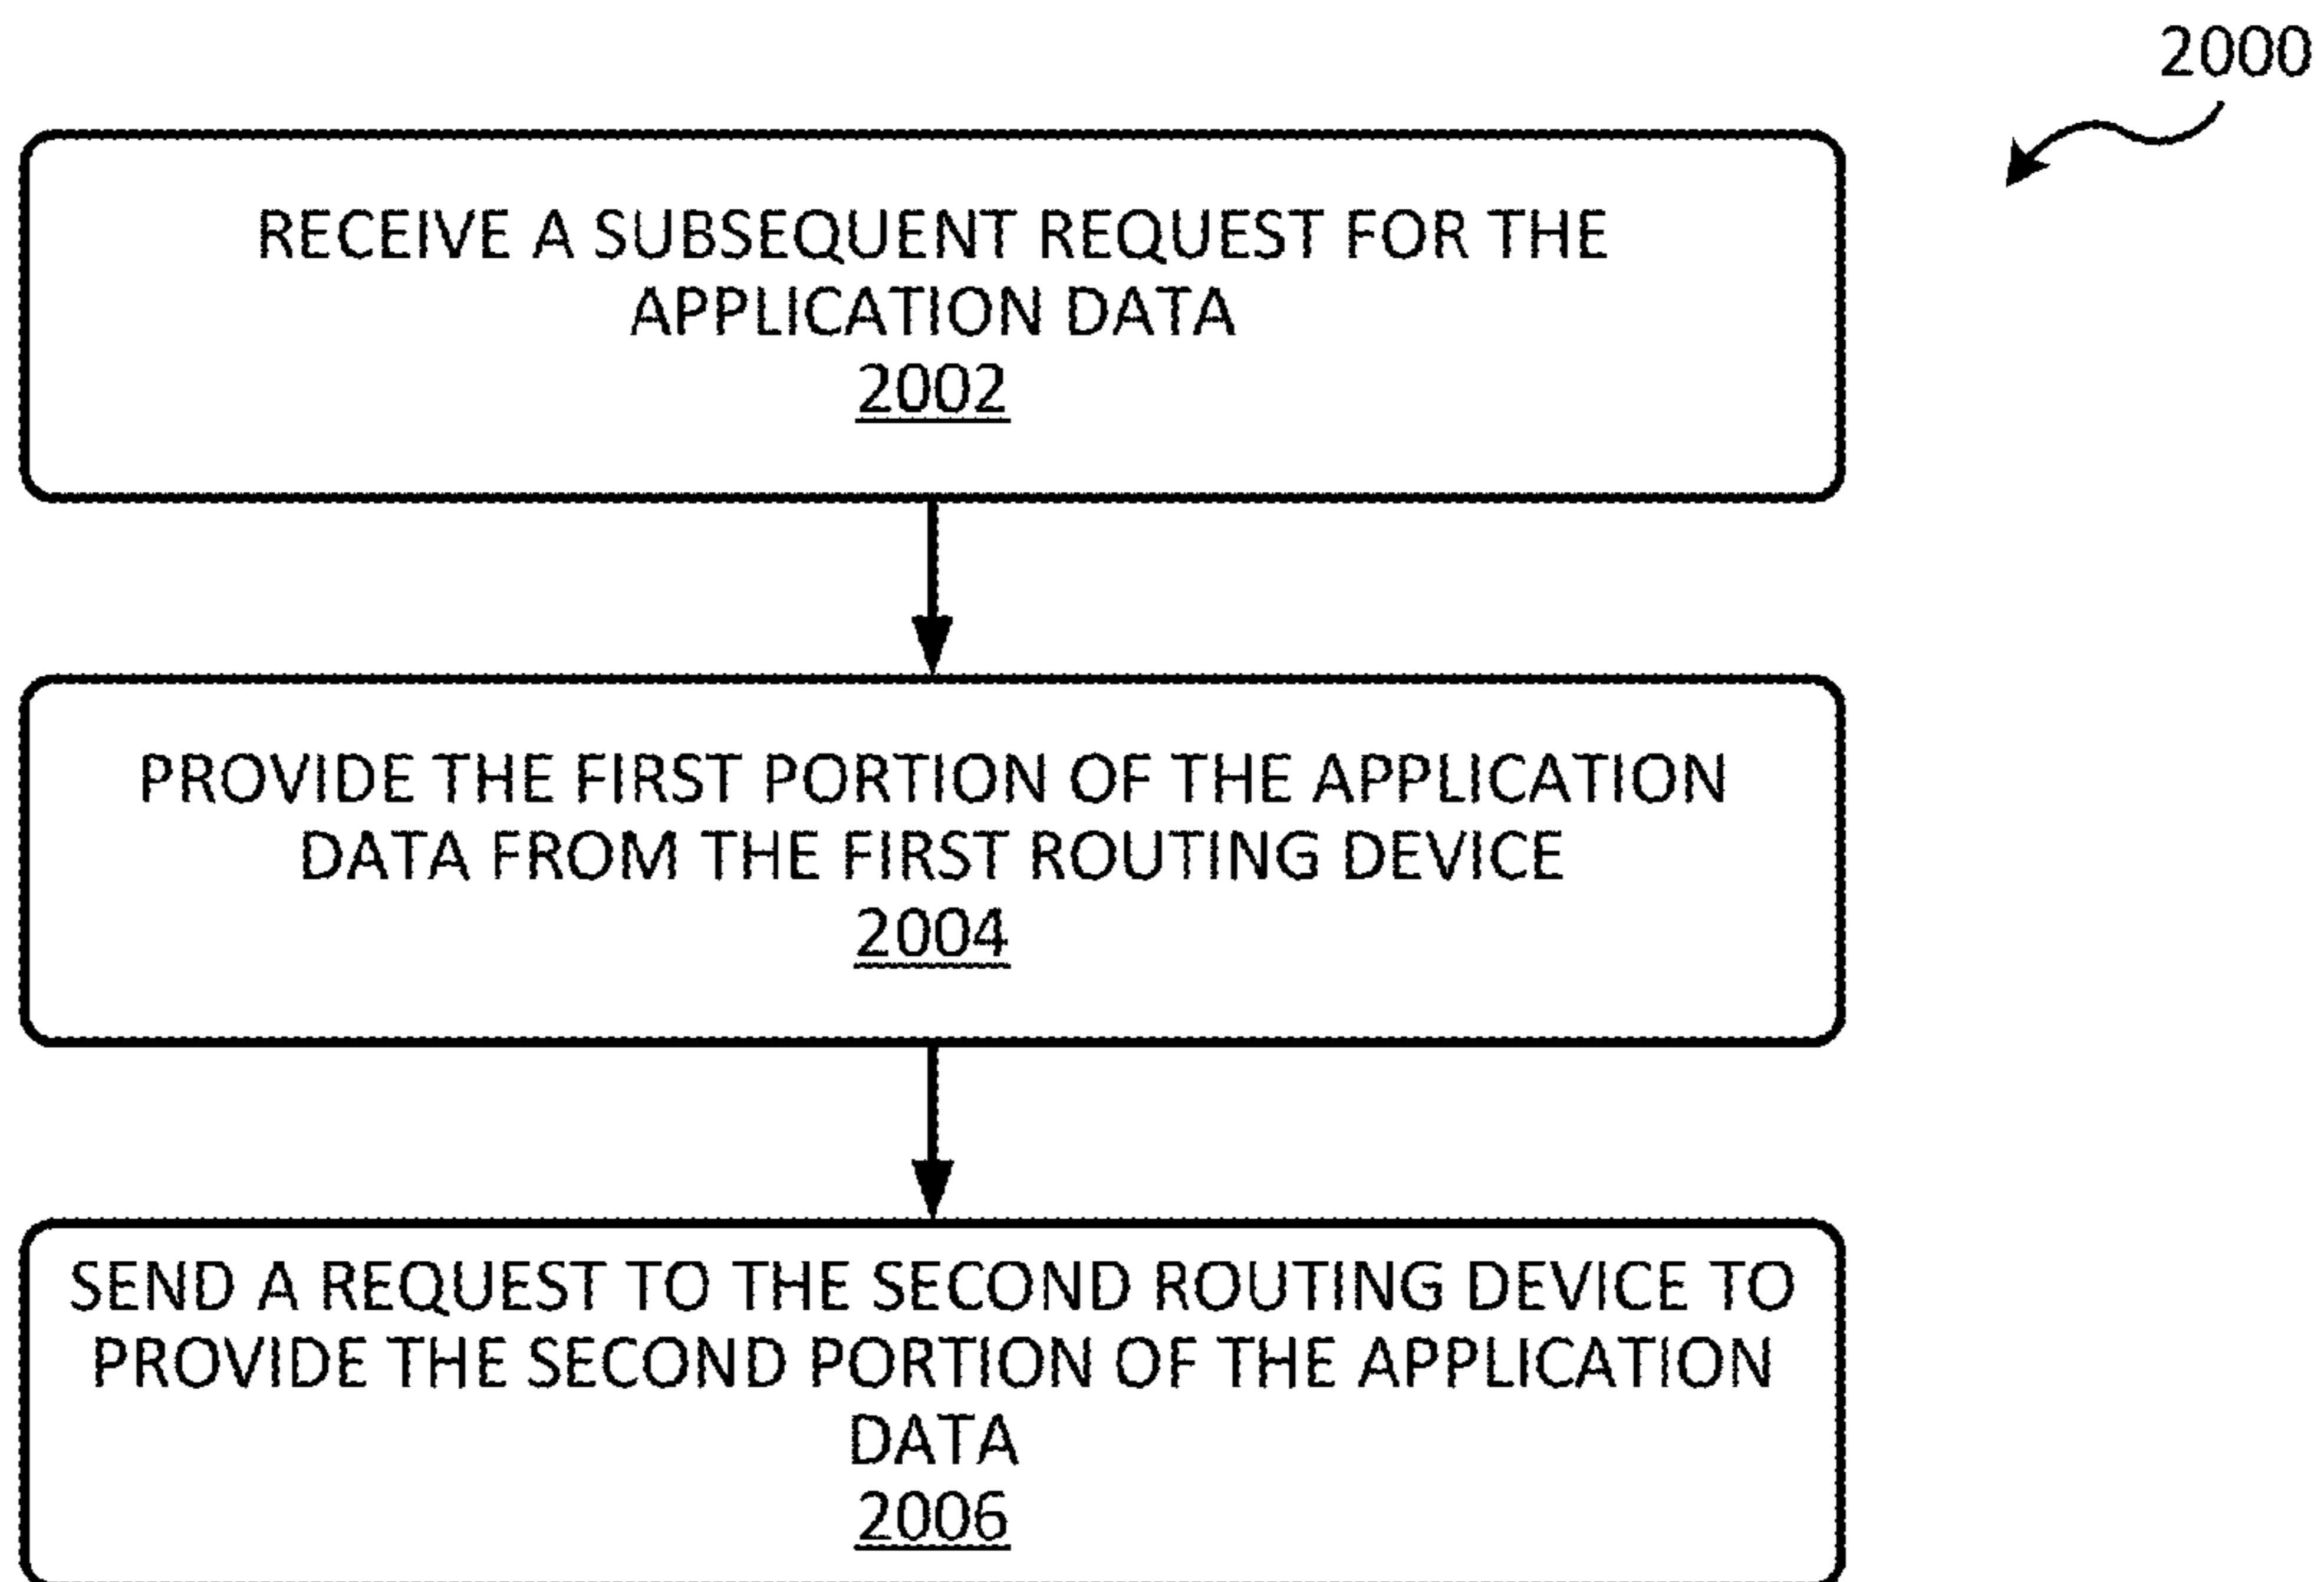 2000
RECEIVE A SUBSEQUENT REQUEST FOR THE
APPLICATION DATA
2002
PROVIDE THE FIRST PORTION OF THE APPLICATION
DATA FROM THE FIRST ROUTING DEVICE
2004
SEND A REQUEST TO THE SECOND ROUTING DEVICE TO
PROVIDE THE SECOND PORTION OF THE APPLICATION
DATA
2006